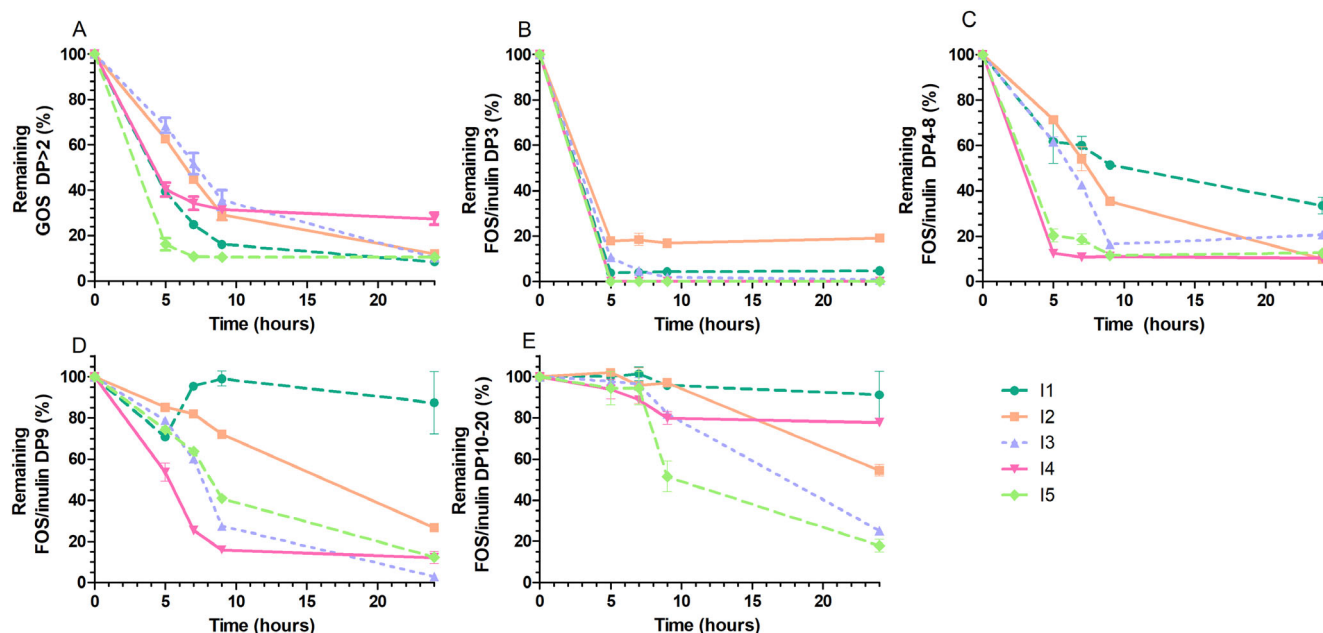 A
Remaining
GOS DP>2 (%)
100
80
60
40
20
0
0 5 10 15 20
Time (hours)
B
Remaining
FOS/inulin DP3 (%)
100
80
60
40
20
0
0 5 10 15 20
Time (hours)
C
Remaining
FOS/inulin DP4-8 (%)
100
80
60
40
20
0
0 5 10 15 20
Time (hours)
D
Remaining
FOS/inulin DP9 (%)
100
80
60
40
20
0
0 5 10 15 20
Time (hours)
E
Remaining
FOS/inulin DP10-20 (%)
100
80
60
40
20
0
0 5 10 15 20
Time (hours)
I1
I2
I3
I4
I5